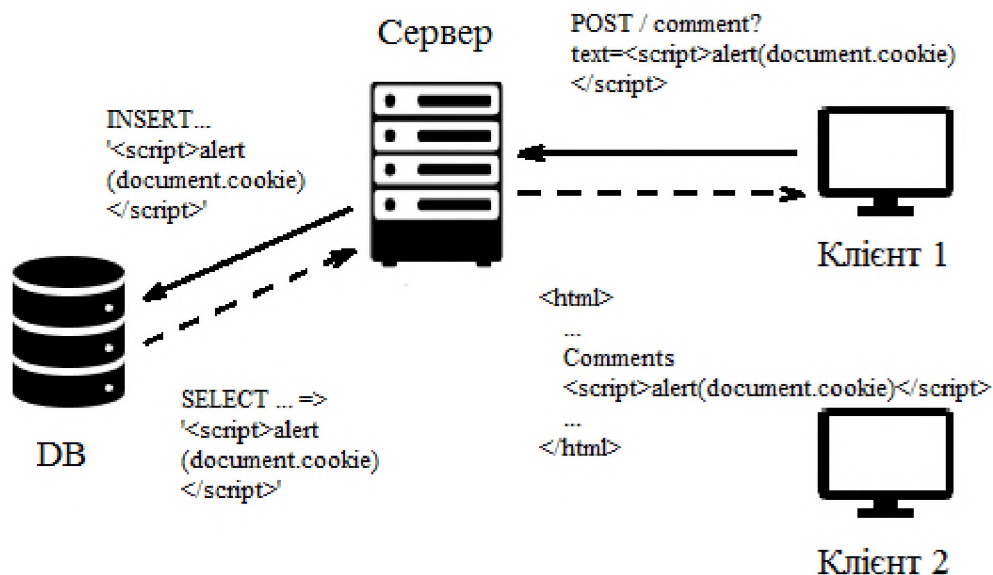 Сервер
POST / comment?
text=<script>alert(document.cookie)
</script>
INSERT...
'<script>alert
(document.cookie)
</script>'
Клієнт 1
<html>
...
Comments
<script>alert(document.cookie)</script>
...
</html>
SELECT ... =>
'<script>alert
(document.cookie)
</script>'
DB
Клієнт 2